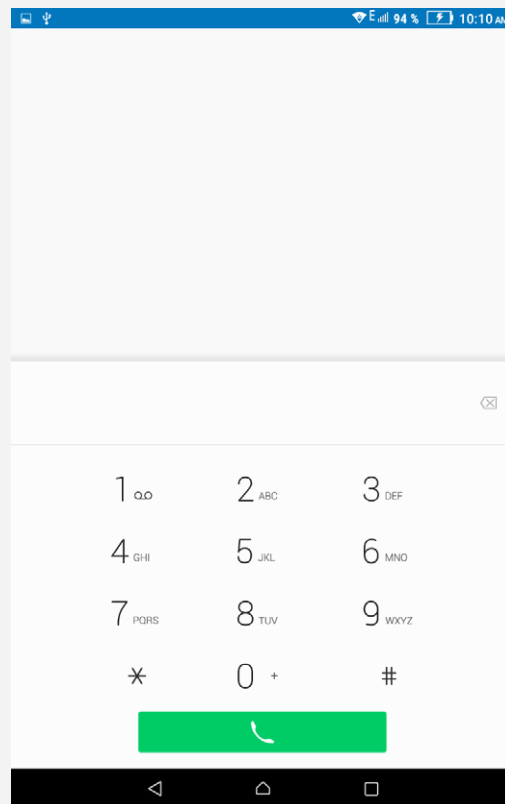 E 94 % 10:10 AM
1
2 ABC
3 DEF
4 GHI
5 JKL
6 MNO
7 PQRS
8 TUV
9 WXYZ
*
0 +
#